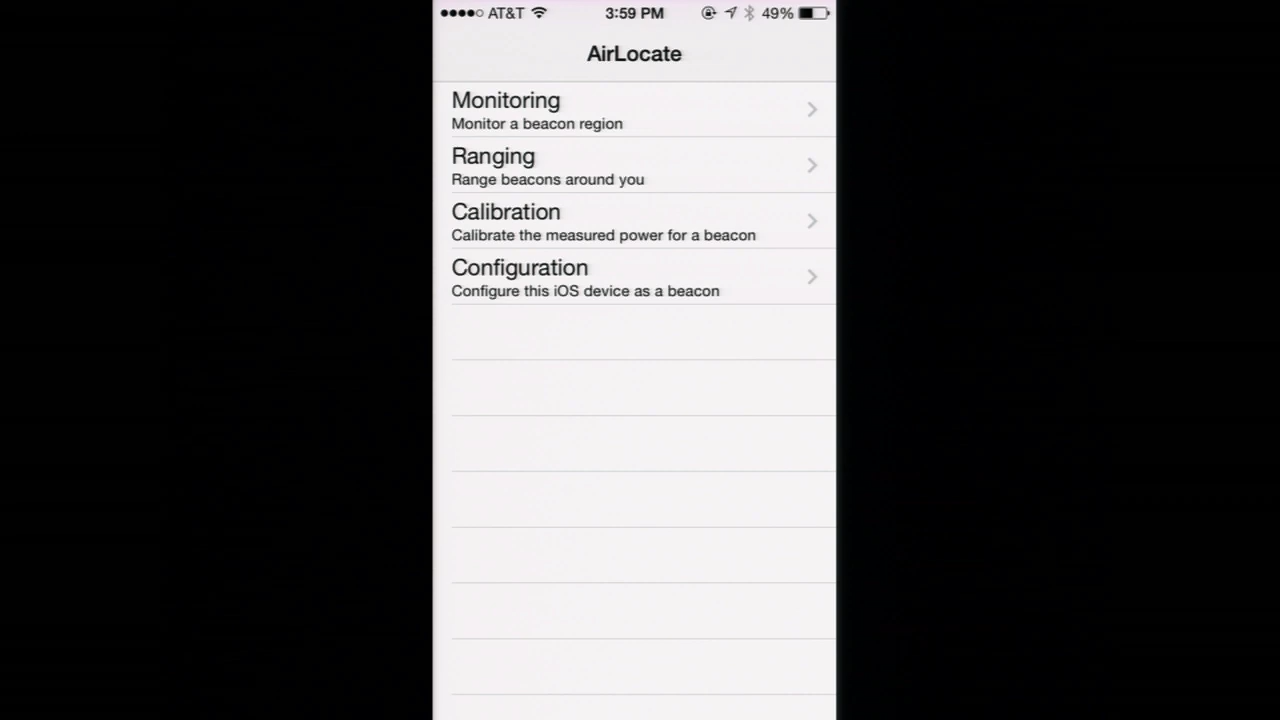 AT&T 3:59 PM 49%
AirLocate
Monitoring
Monitor a beacon region
Ranging
Range beacons around you
Calibration
Calibrate the measured power for a beacon
Configuration
Configure this iOS device as a beacon